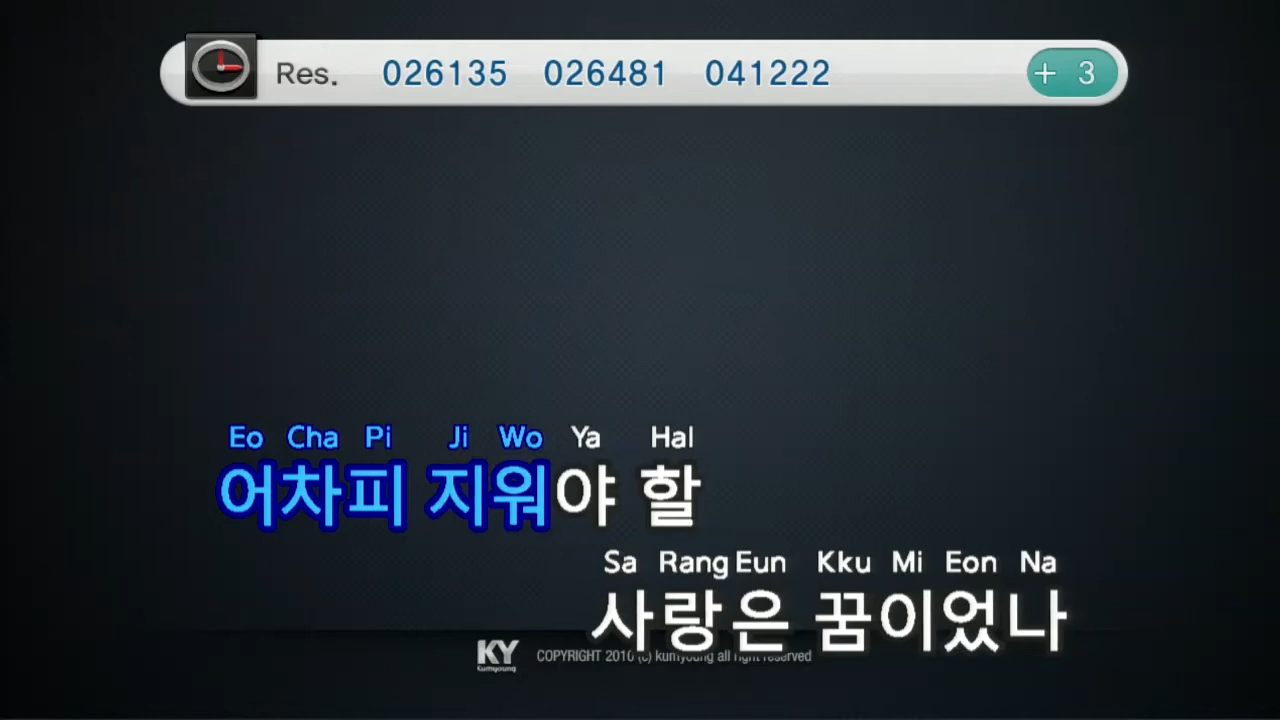 Res. 026135 026481 041222 + 3
Eo Cha Pi Ji Wo Ya Hal
어차피 지워야 할
Sa Rang Eun Kku Mi Eon Na
사랑은 꿈이었나
KY
Kumyoung
COPYRIGHT 2010 (c) kumyoung all right reserved